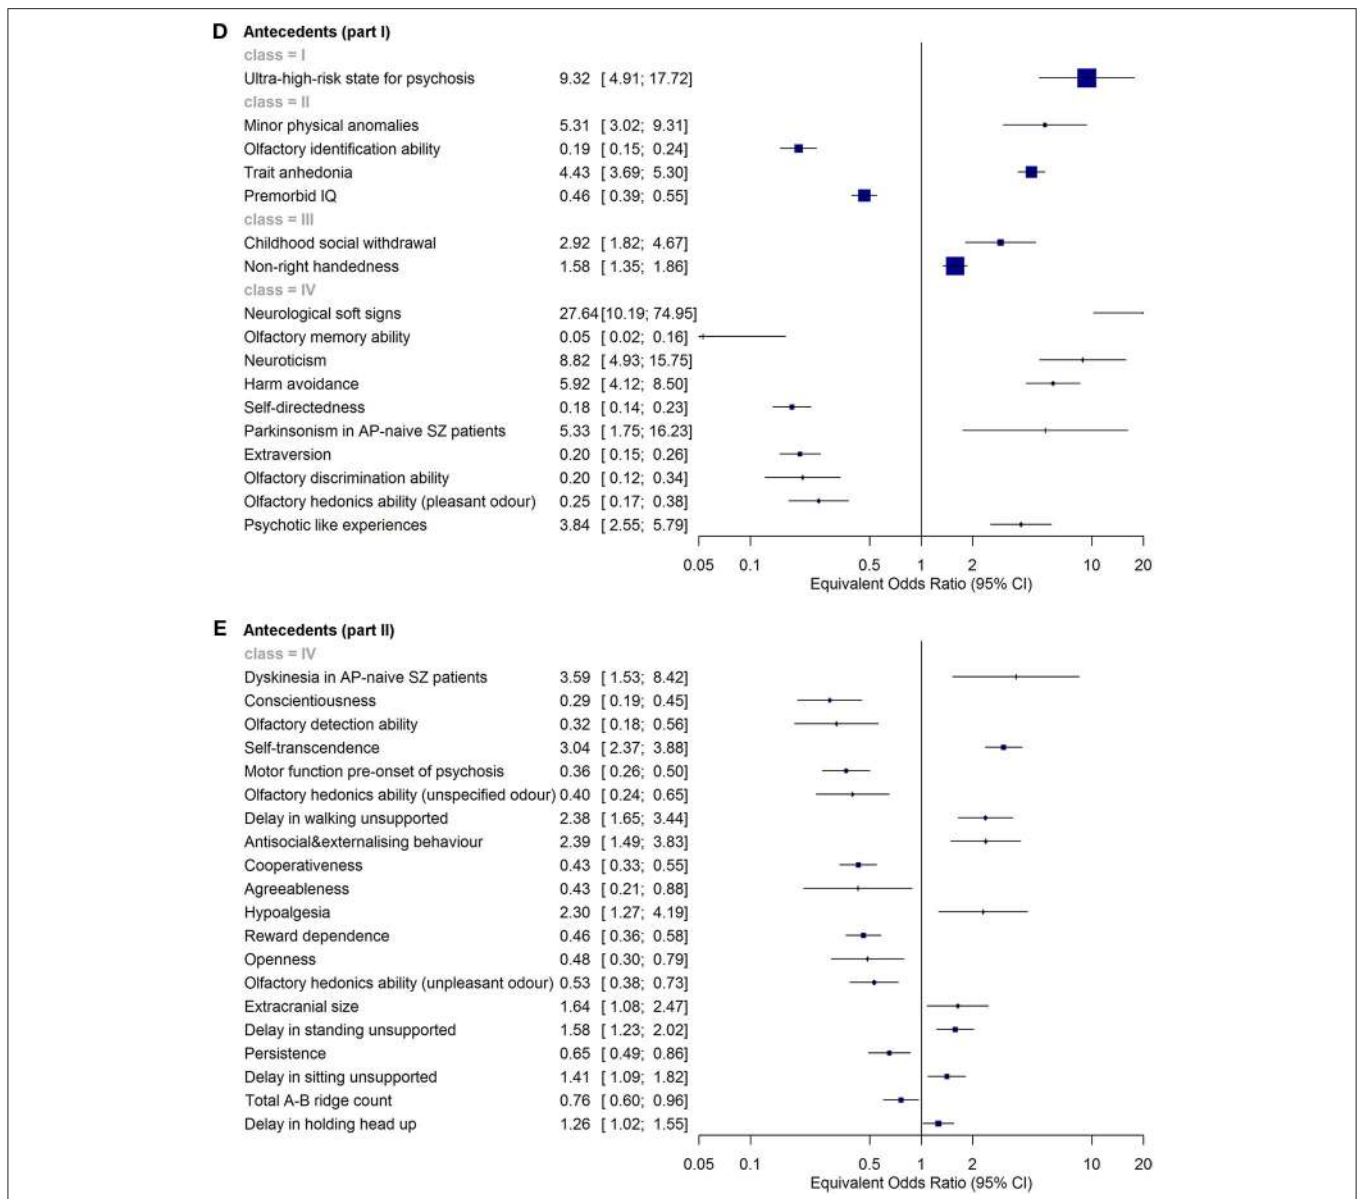 D Antecedents (part I)
class = I
Ultra-high-risk state for psychosis 9.32 [ 4.91; 17.72]
class = II
Minor physical anomalies 5.31 [ 3.02; 9.31]
Olfactory identification ability 0.19 [ 0.15; 0.24]
Trait anhedonia 4.43 [ 3.69; 5.30]
Premorbid IQ 0.46 [ 0.39; 0.55]
class = III
Childhood social withdrawal 2.92 [ 1.82; 4.67]
Non-right handedness 1.58 [ 1.35; 1.86]
class = IV
Neurological soft signs 27.64 [10.19; 74.95]
Olfactory memory ability 0.05 [ 0.02; 0.16]
Neuroticism 8.82 [ 4.93; 15.75]
Harm avoidance 5.92 [ 4.12; 8.50]
Self-directedness 0.18 [ 0.14; 0.23]
Parkinsonism in AP-naive SZ patients 5.33 [ 1.75; 16.23]
Extraversion 0.20 [ 0.15; 0.26]
Olfactory discrimination ability 0.20 [ 0.12; 0.34]
Olfactory hedonics ability (pleasant odour) 0.25 [ 0.17; 0.38]
Psychotic like experiences 3.84 [ 2.55; 5.79]
0.05 0.1 0.5 1 2 10 20
Equivalent Odds Ratio (95% CI)
E Antecedents (part II)
class = IV
Dyskinesia in AP-naive SZ patients 3.59 [ 1.53; 8.42]
Conscientiousness 0.29 [ 0.19; 0.45]
Olfactory detection ability 0.32 [ 0.18; 0.56]
Self-transcendence 3.04 [ 2.37; 3.88]
Motor function pre-onset of psychosis 0.36 [ 0.26; 0.50]
Olfactory hedonics ability (unspecified odour) 0.40 [ 0.24; 0.65]
Delay in walking unsupported 2.38 [ 1.65; 3.44]
Antisocial&externalising behaviour 2.39 [ 1.49; 3.83]
Cooperativeness 0.43 [ 0.33; 0.55]
Agreeableness 0.43 [ 0.21; 0.88]
Hypoalgesia 2.30 [ 1.27; 4.19]
Reward dependence 0.46 [ 0.36; 0.58]
Openness 0.48 [ 0.30; 0.79]
Olfactory hedonics ability (unpleasant odour) 0.53 [ 0.38; 0.73]
Extracranial size 1.64 [ 1.08; 2.47]
Delay in standing unsupported 1.58 [ 1.23; 2.02]
Persistence 0.65 [ 0.49; 0.86]
Delay in sitting unsupported 1.41 [ 1.09; 1.82]
Total A-B ridge count 0.76 [ 0.60; 0.96]
Delay in holding head up 1.26 [ 1.02; 1.55]
0.05 0.1 0.5 1 2 10 20
Equivalent Odds Ratio (95% CI)